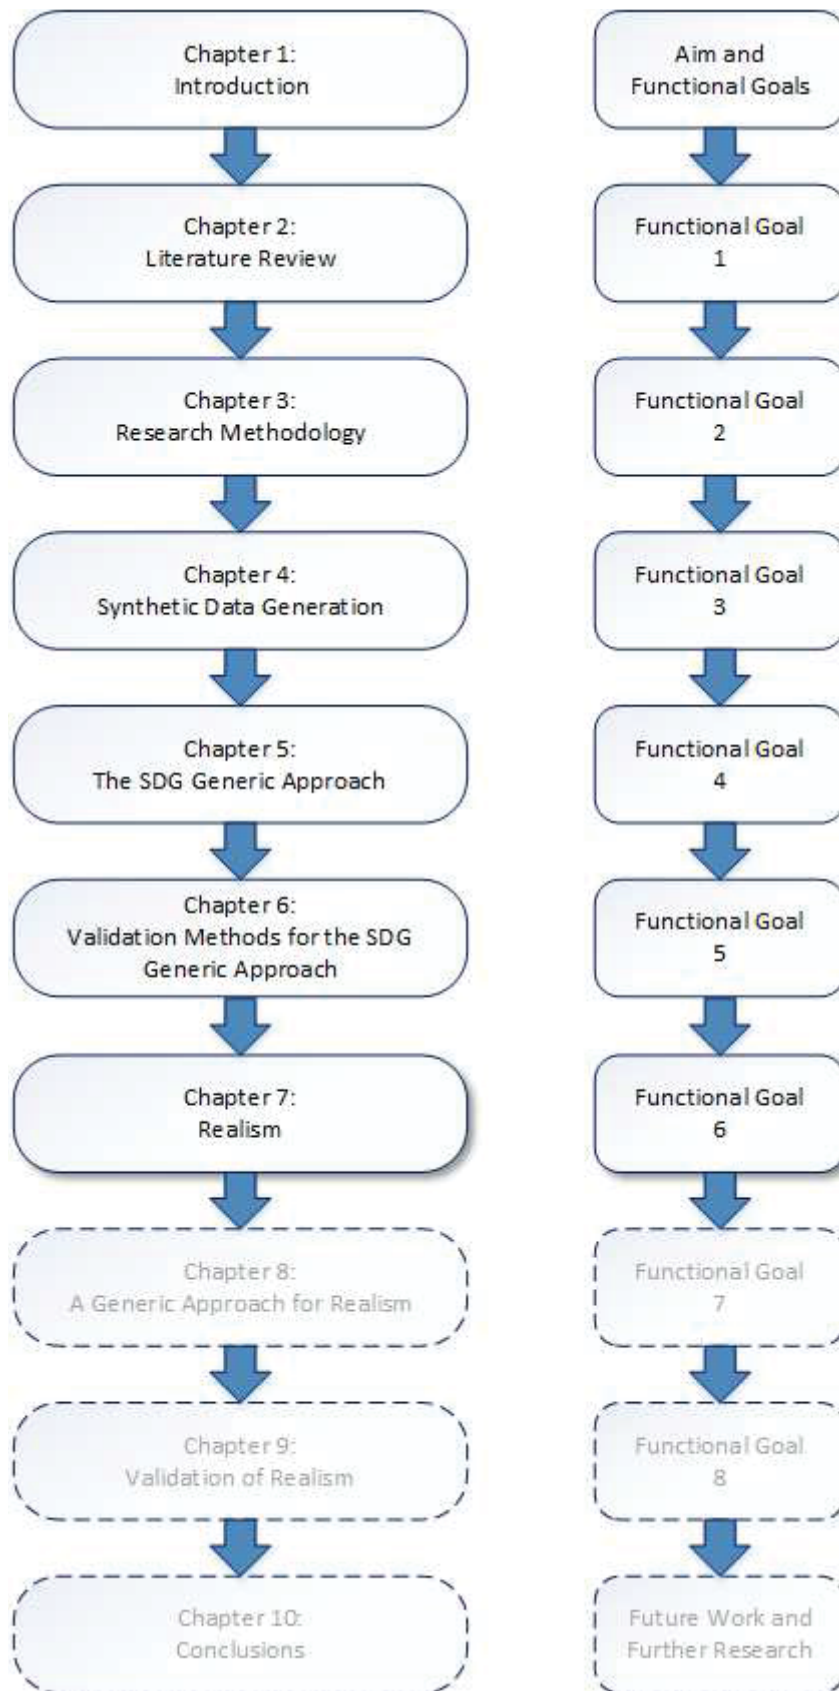 Chapter 1:
Introduction
Aim and
Functional Goals
Chapter 2:
Literature Review
Functional Goal
1
Chapter 3:
Research Methodology
Functional Goal
2
Chapter 4:
Synthetic Data Generation
Functional Goal
3
Chapter 5:
The SDG Generic Approach
Functional Goal
4
Chapter 6:
Validation Methods for the SDG
Generic Approach
Functional Goal
5
Chapter 7:
Realism
Functional Goal
6
Chapter 8:
A Generic Approach for Realism
Functional Goal
7
Chapter 9:
Validation of Realism
Functional Goal
8
Chapter 10:
Conclusions
Future Work and
Further Research